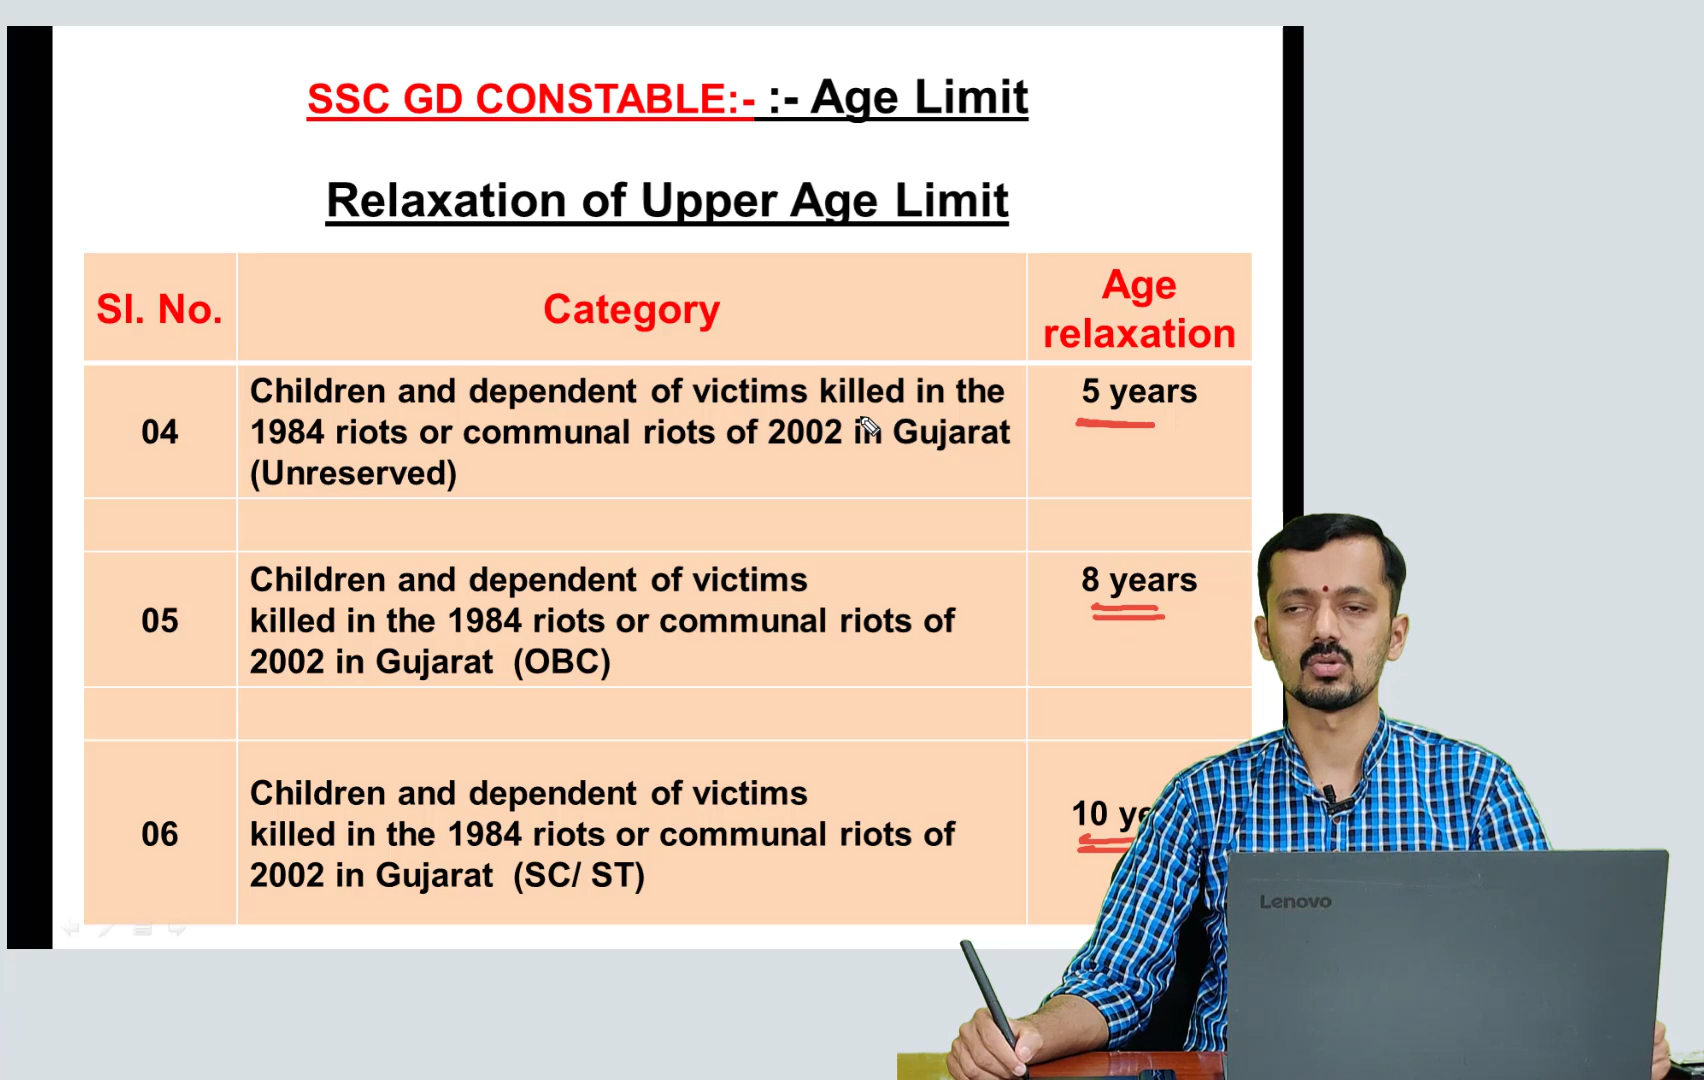 SSC GD CONSTABLE:- :- Age Limit
Relaxation of Upper Age Limit
Sl. No.
Category
Age
relaxation
04
Children and dependent of victims killed in the
1984 riots or communal riots of 2002 in Gujarat
(Unreserved)
5 years
05
Children and dependent of victims
killed in the 1984 riots or communal riots of
2002 in Gujarat (OBC)
8 years
06
Children and dependent of victims
killed in the 1984 riots or communal riots of
2002 in Gujarat (SC/ ST)
10 ye
Lenovo